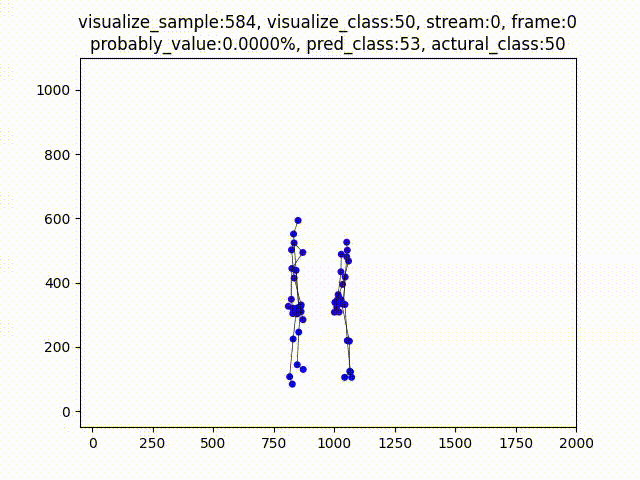 visualize_sample:584, visualize_class:50, stream:0, frame:0
probably_value:0.0000%, pred_class:53, actural_class:50
1000
800
600
400
200
0
0 250 500 750 1000 1250 1500 1750 2000